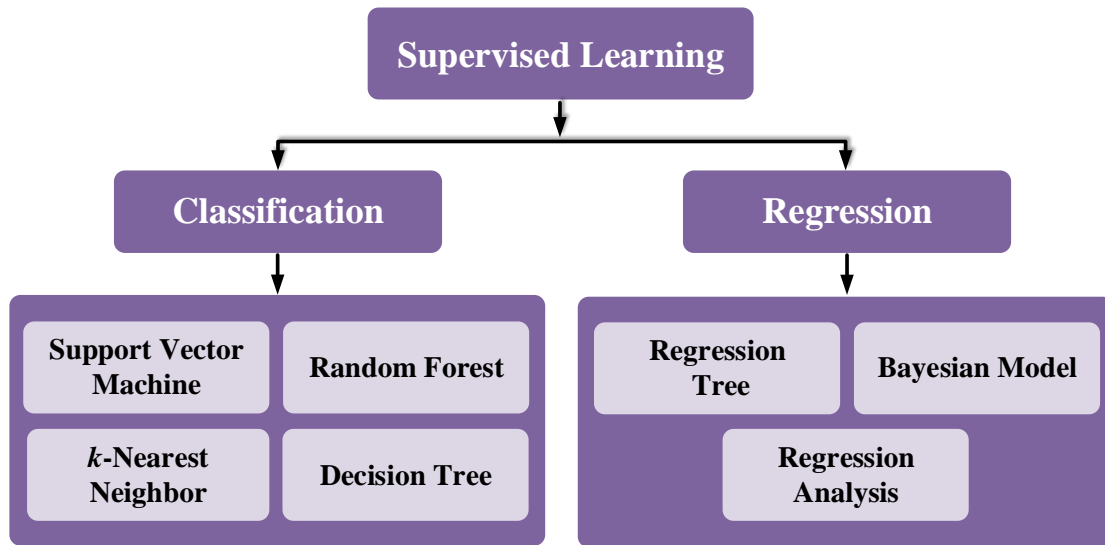 Supervised Learning
Classification
Regression
Support Vector
Machine
Random Forest
k-Nearest
Neighbor
Decision Tree
Regression
Tree
Bayesian Model
Regression
Analysis